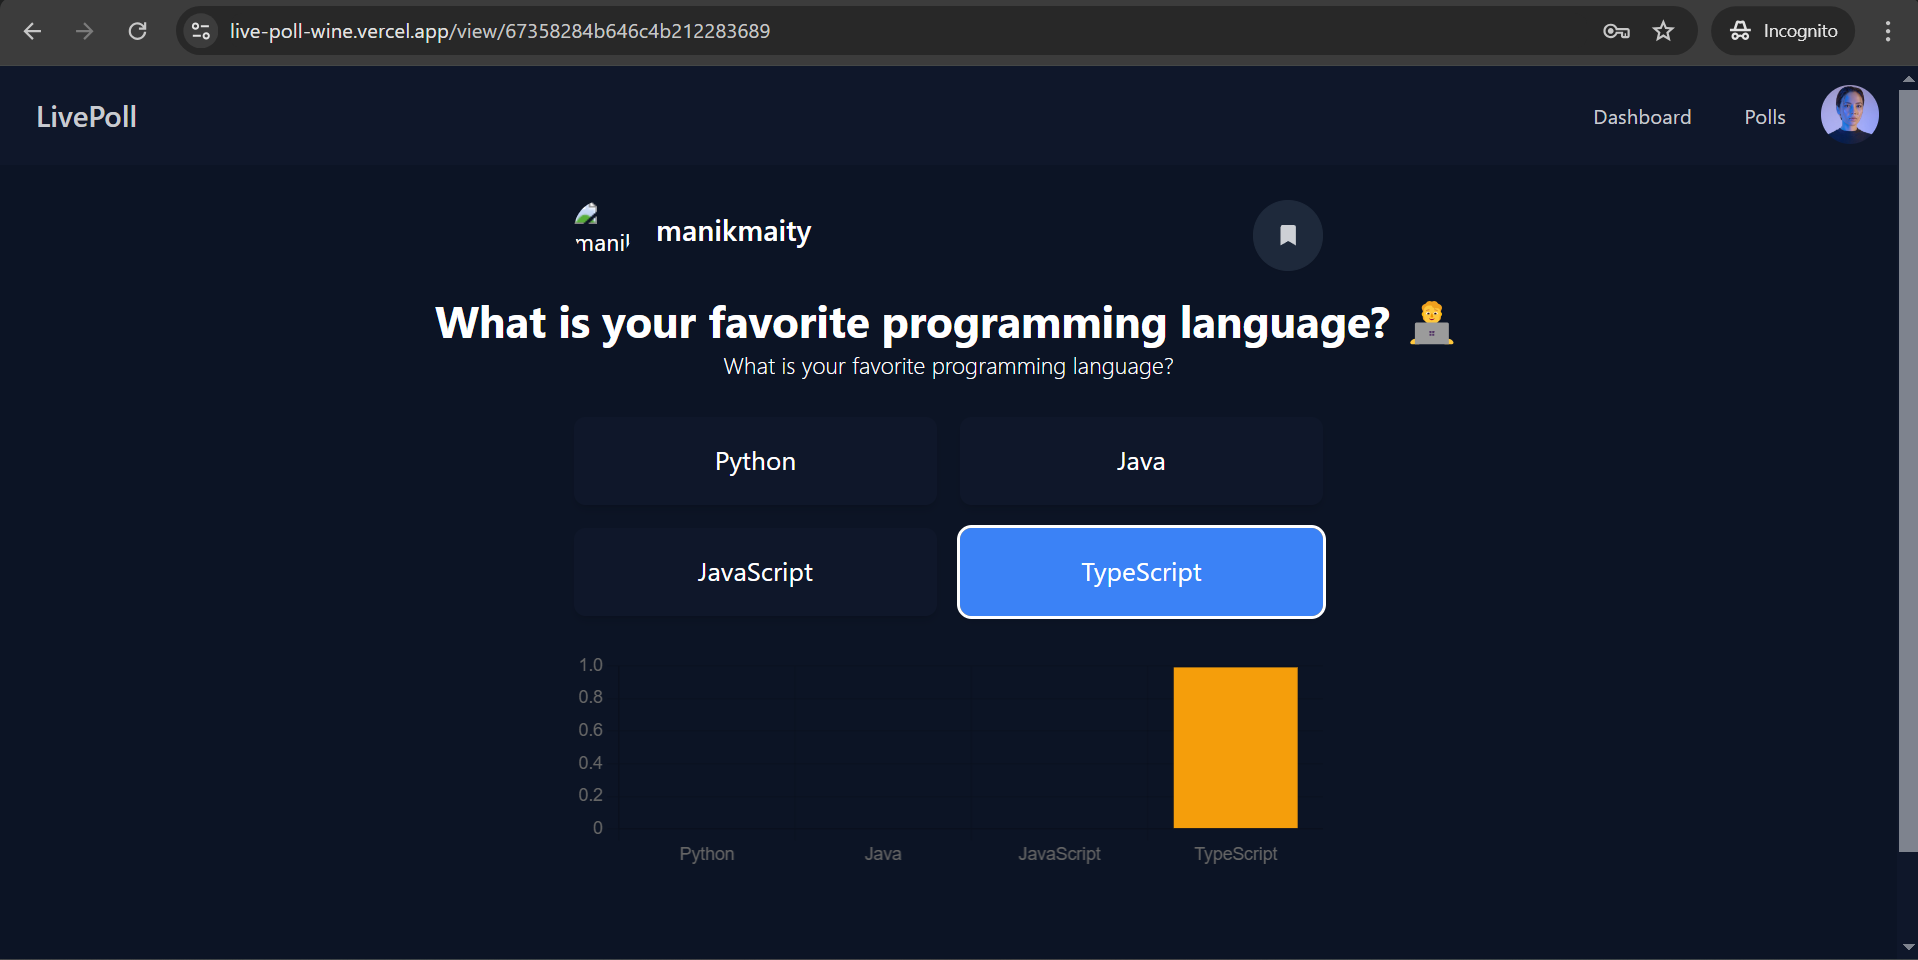 live-poll-wine.vercel.app/view/67358284b646c4b212283689
Incognito
LivePoll
Dashboard
Polls
manikmaity
What is your favorite programming language? 🧑‍💻
What is your favorite programming language?
Python
Java
JavaScript
TypeScript
1.0
0.8
0.6
0.4
0.2
0
Python
Java
JavaScript
TypeScript